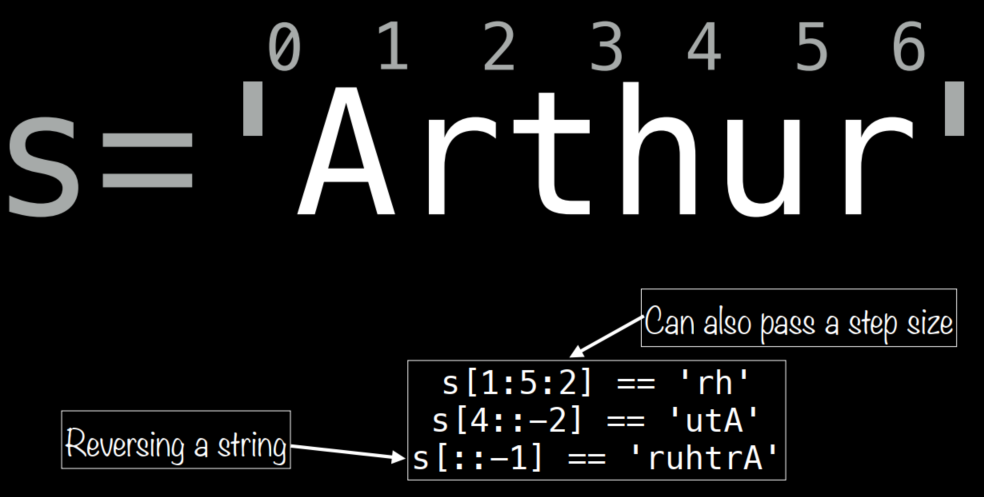 0 1 2 3 4 5 6
s='Arthur'
Can also pass a step size
s[1:5:2] == 'rh'
s[4::−2] == 'utA'
Reversing a string
s[::−1] == 'ruhtrA'